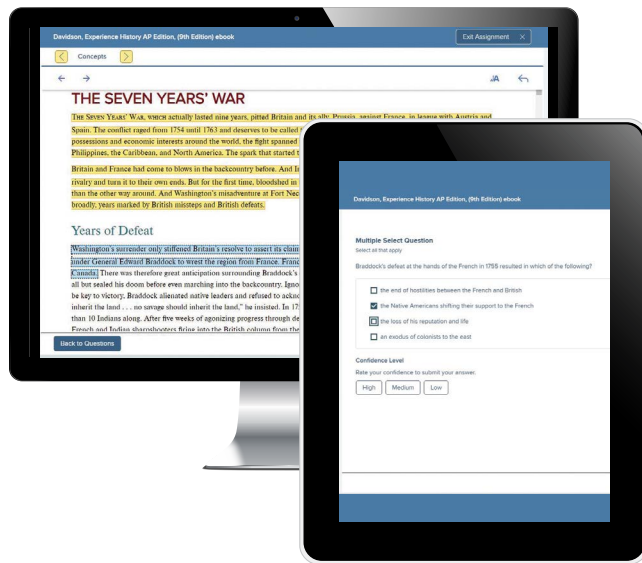 Davidson, Experience History AP Edition, (9th Edition) ebook
Exit Assignment ×
< Concepts >
← →
THE SEVEN YEARS' WAR
THE SEVEN YEARS' WAR, which actually lasted nine years, pitted Britain and its ally, Prussia, against France, in league with Austria and
Spain. The conflict raged from 1754 until 1763 and deserves to be called
possessions and economic interests around the world, the fight spanned
Philippines, the Caribbean, and North America. The spark that started
Britain and France had come to blows in the backcountry before. And
rivalry and turn it to their own ends. But for the first time, bloodshed in
than the other way around. And Washington's misadventure at Fort
broadly, years marked by British missteps and British defeats.
Years of Defeat
Washington's surrender only stiffened Britain's resolve to assert its
under General Edward Braddock to wrest the region from France.
Canada. There was therefore great anticipation surrounding Braddock's
all but sealed his doom before even marching into the backcountry.
be key to victory. Braddock alienated native leaders and refused to
inherit the land . . . no savage should inherit the land," he insisted. In
than 10 Indians along. After five weeks of agonizing progress through
French and Indian sharpshooters firing into the British column from the
Back to Questions
Davidson, Experience History AP Edition, (9th Edition) ebook
Multiple Select Question
Select all that apply
Braddock's defeat at the hands of the French in 1755 resulted in which of the following?
the end of hostilities between the French and British
the Native Americans shifting their support to the French
the loss of his reputation and life
an exodus of colonists to the east
Confidence Level
Rate your confidence to submit your answer.
High Medium Low